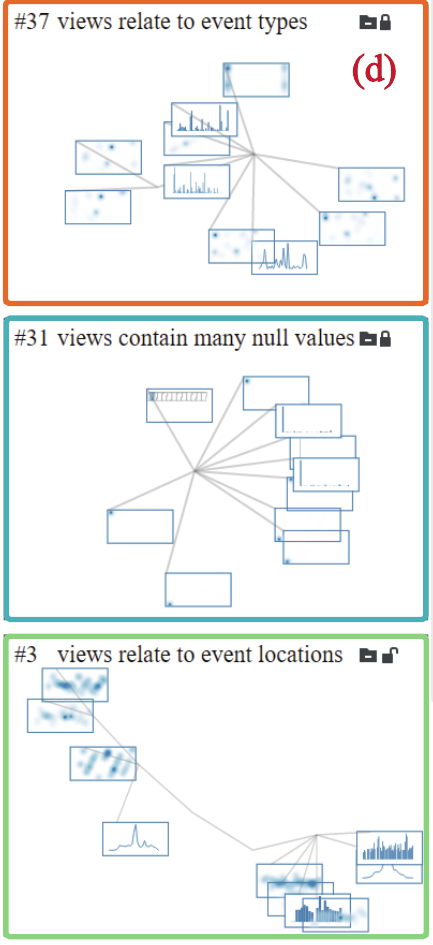 #37 views relate to event types
(d)
#31 views contain many null values
#3 views relate to event locations